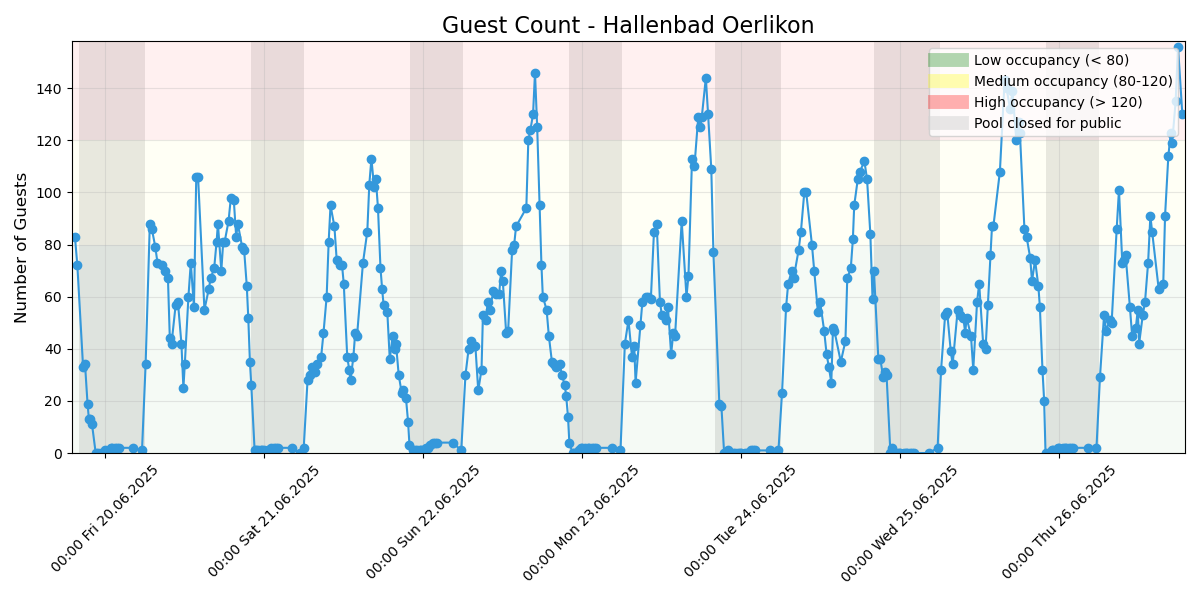 Guest Count - Hallenbad Oerlikon
Number of Guests
140
120
100
80
60
40
20
0
Low occupancy (< 80)
Medium occupancy (80-120)
High occupancy (> 120)
Pool closed for public
00:00 Fri 20.06.2025
00:00 Sat 21.06.2025
00:00 Sun 22.06.2025
00:00 Mon 23.06.2025
00:00 Tue 24.06.2025
00:00 Wed 25.06.2025
00:00 Thu 26.06.2025